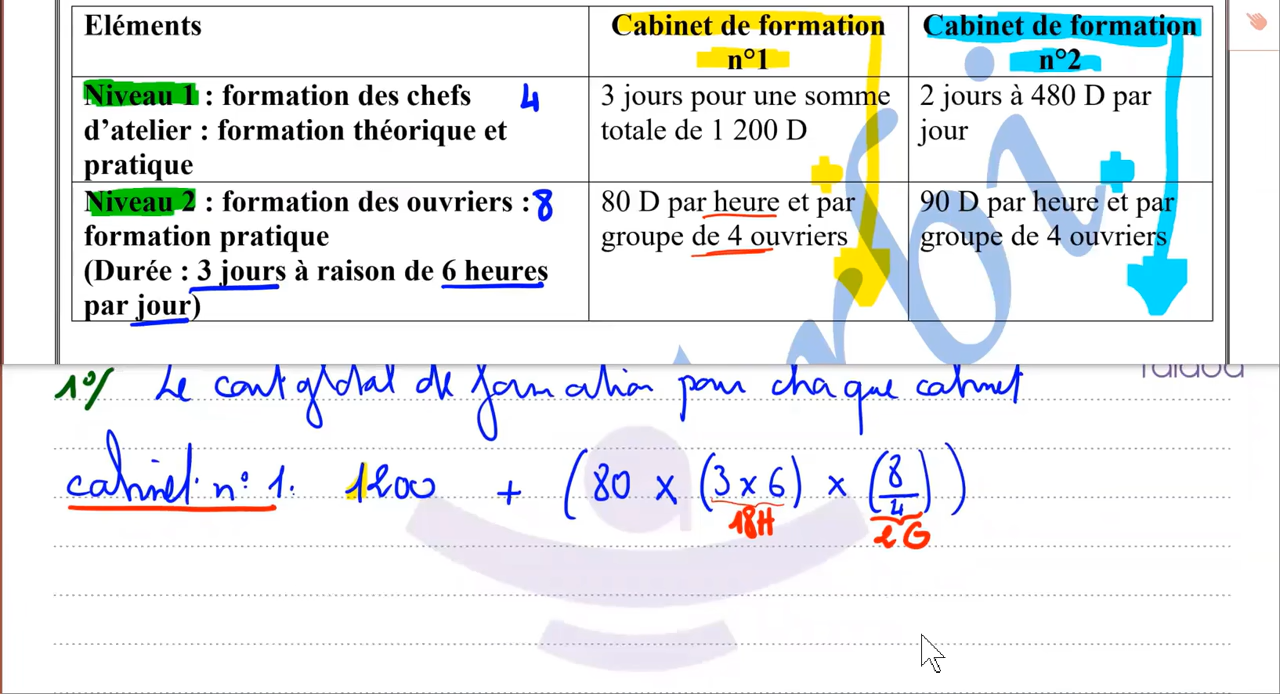 Eléments
Cabinet de formation
n°1
Cabinet de formation
n°2
Niveau 1 : formation des chefs 4
d’atelier : formation théorique et
pratique
3 jours pour une somme
totale de 1 200 D
2 jours à 480 D par
jour
Niveau 2 : formation des ouvriers : 8
formation pratique
(Durée : 3 jours à raison de 6 heures
par jour)
80 D par heure et par
groupe de 4 ouvriers
90 D par heure et par
groupe de 4 ouvriers
1°/ Le cout global de formation pour chaque cabinet
cabinet n° 1: 1200 + (80 x (3 x 6) x (8/4))
18H 2G